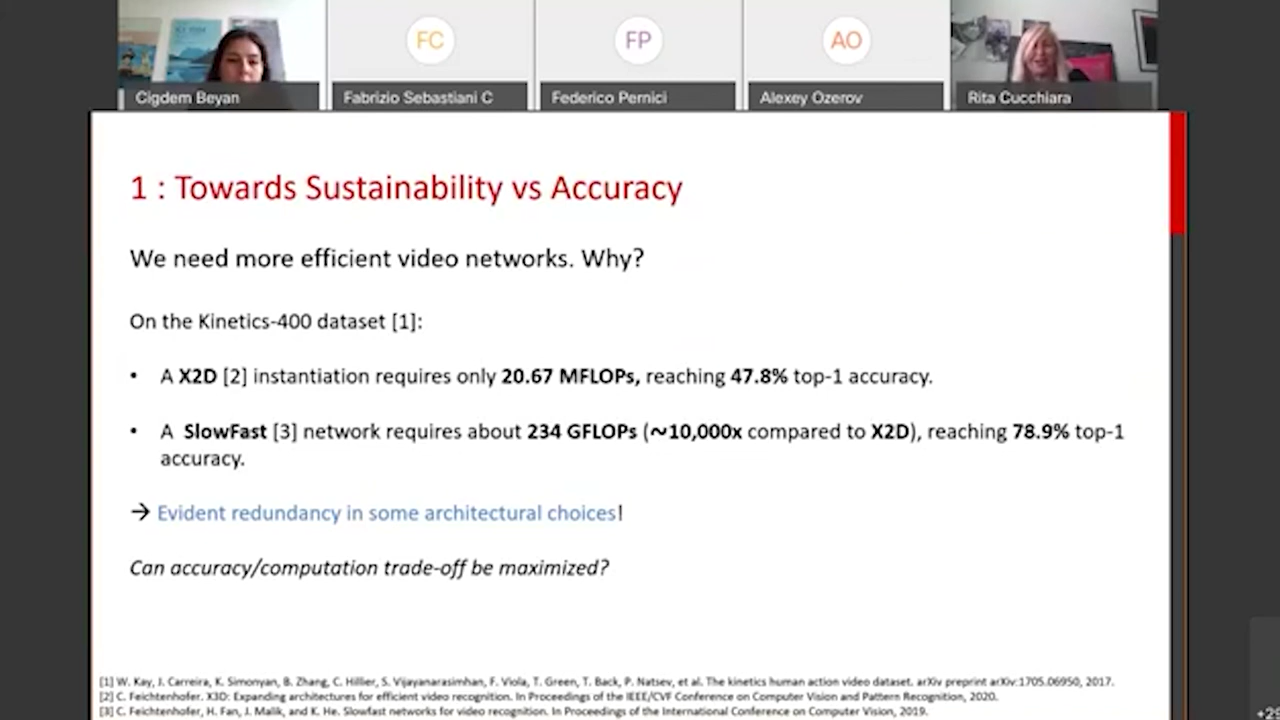 FC
FP
AO
Cigdem Beyan
Fabrizio Sebastiani C
Federico Pernici
Alexey Ozerov
Rita Cucchiara
1 : Towards Sustainability vs Accuracy
We need more efficient video networks. Why?
On the Kinetics-400 dataset [1]:
• A X2D [2] instantiation requires only 20.67 MFLOPs, reaching 47.8% top-1 accuracy.
• A SlowFast [3] network requires about 234 GFLOPs (~10,000x compared to X2D), reaching 78.9% top-1
accuracy.
→ Evident redundancy in some architectural choices!
Can accuracy/computation trade-off be maximized?
[1] W. Kay, J. Carreira, K. Simonyan, B. Zhang, C. Hillier, S. Vijayanarasimhan, F. Viola, T. Green, T. Back, P. Natsev, et al. The kinetics human action video dataset. arXiv preprint arXiv:1705.06950, 2017.
[2] C. Feichtenhofer. X3D: Expanding architectures for efficient video recognition. In Proceedings of the IEEE/CVF Conference on Computer Vision and Pattern Recognition, 2020.
[3] C. Feichtenhofer, H. Fan, J. Malik, and K. He. Slowfast networks for video recognition. In Proceedings of the International Conference on Computer Vision, 2019.